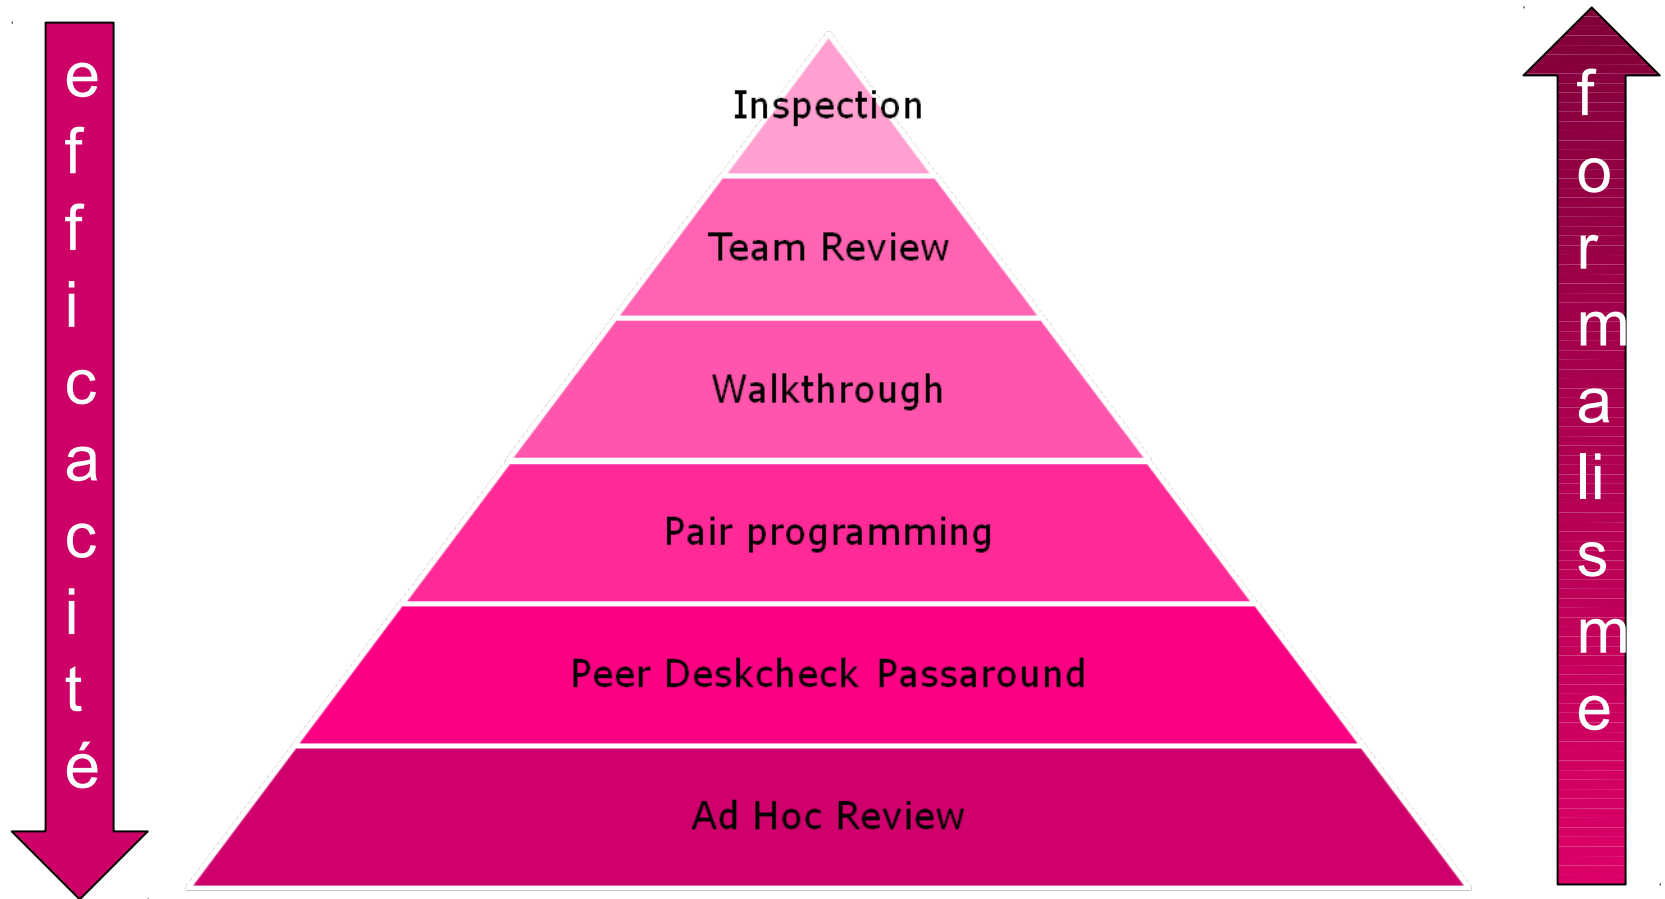 efficacité
Inspection
Team Review
Walkthrough
Pair programming
Peer Deskcheck Passaround
Ad Hoc Review
formalisme